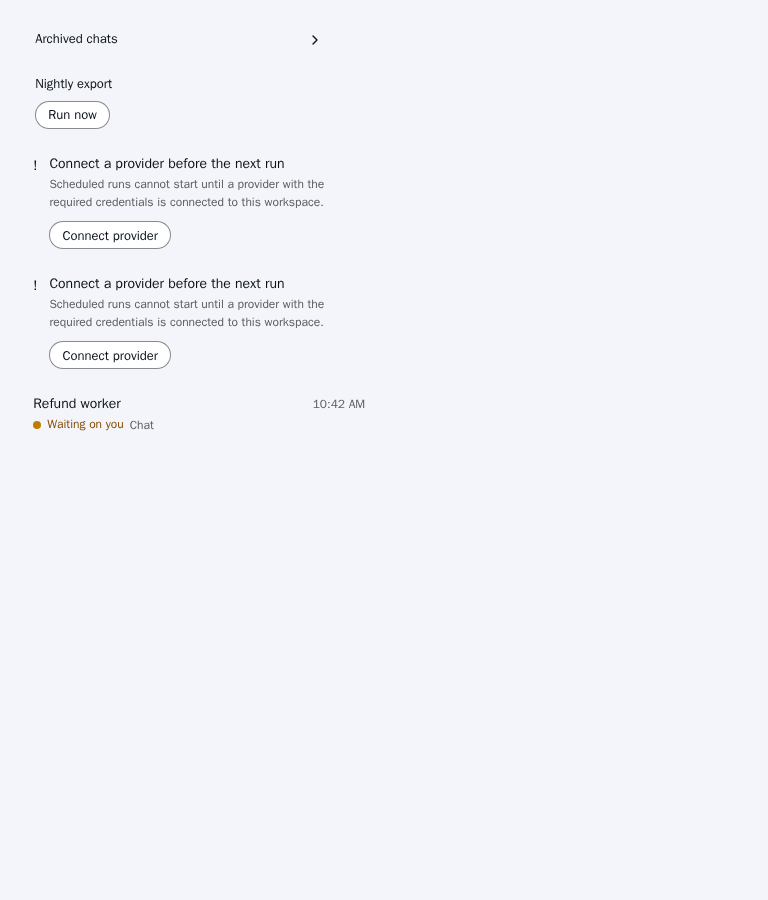 Archived chats
Nightly export
Run now
! Connect a provider before the next run
Scheduled runs cannot start until a provider with the
required credentials is connected to this workspace.
Connect provider
! Connect a provider before the next run
Scheduled runs cannot start until a provider with the
required credentials is connected to this workspace.
Connect provider
Refund worker 10:42 AM
Waiting on you Chat